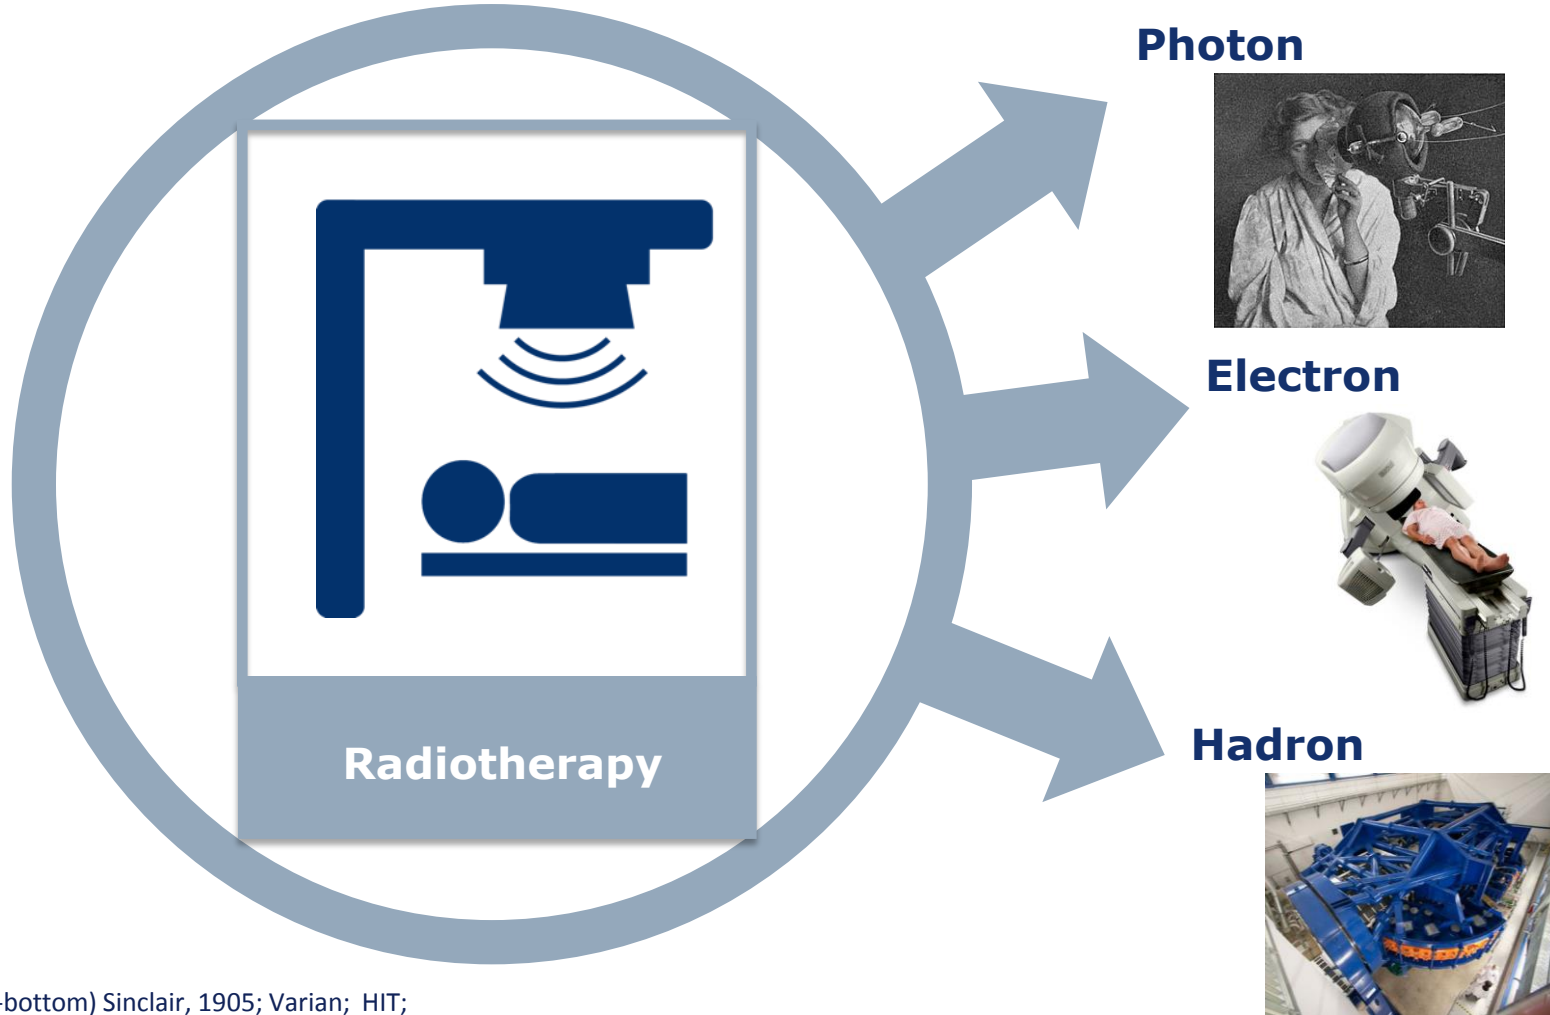 Photon
Electron
Radiotherapy
Hadron
-bottom) Sinclair, 1905; Varian;  HIT;